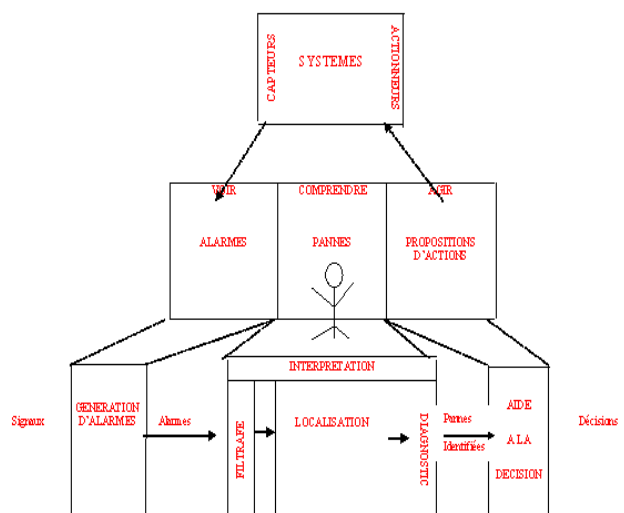 CAPTEURS
SYSTEMES
ACTIONNEURS
VOIR
COMPRENDRE
AGIR
ALARMES
PANNES
PROPOSITIONS
D'ACTIONS
INTERPRETATION
Signaux
GENERATION
D'ALARMES
Alarmes
FILTRAFE
LOCALISATION
DIAGNOSTIC
Pannes
Identifiées
AIDE
A LA
DECISION
Décisions